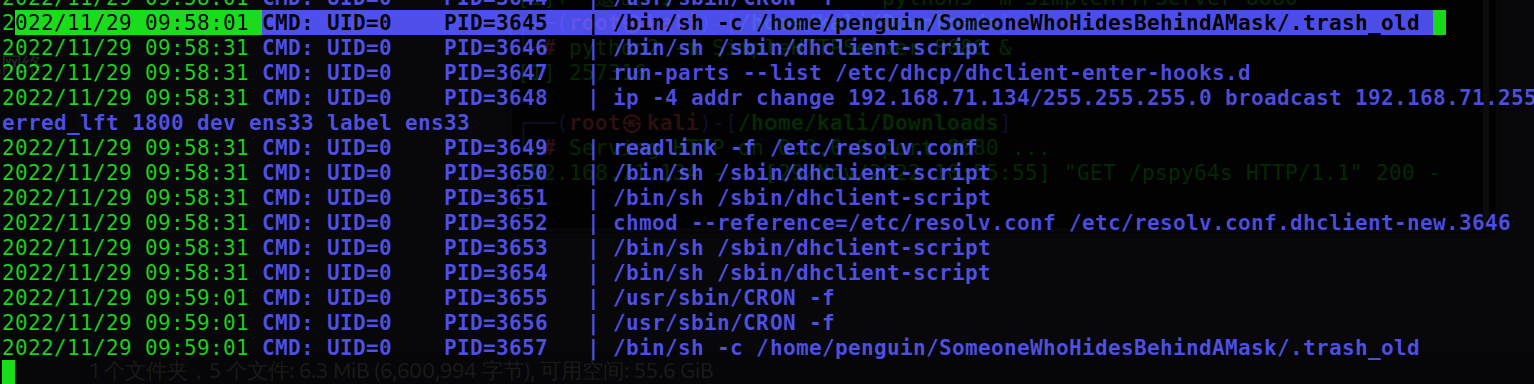 2022/11/29 09:58:01 CMD: UID=0 PID=3645 | /bin/sh -c /home/penguin/SomeoneWhoHidesBehindAMask/.trash_old
2022/11/29 09:58:31 CMD: UID=0 PID=3646 | /bin/sh /sbin/dhclient-script
2022/11/29 09:58:31 CMD: UID=0 PID=3647 | run-parts --list /etc/dhcp/dhclient-enter-hooks.d
2022/11/29 09:58:31 CMD: UID=0 PID=3648 | ip -4 addr change 192.168.71.134/255.255.255.0 broadcast 192.168.71.255
erred_lft 1800 dev ens33 label ens33
┌──(root㉿kali)-[/home/kali/Downloads]
2022/11/29 09:58:31 CMD: UID=0 PID=3649 | readlink -f /etc/resolv.conf
2022/11/29 09:58:31 CMD: UID=0 PID=3650 | /bin/sh /sbin/dhclient-script
"GET /pspy64s HTTP/1.1" 200 -
2022/11/29 09:58:31 CMD: UID=0 PID=3651 | /bin/sh /sbin/dhclient-script
2022/11/29 09:58:31 CMD: UID=0 PID=3652 | chmod --reference=/etc/resolv.conf /etc/resolv.conf.dhclient-new.3646
2022/11/29 09:58:31 CMD: UID=0 PID=3653 | /bin/sh /sbin/dhclient-script
2022/11/29 09:58:31 CMD: UID=0 PID=3654 | /bin/sh /sbin/dhclient-script
2022/11/29 09:59:01 CMD: UID=0 PID=3655 | /usr/sbin/CRON -f
2022/11/29 09:59:01 CMD: UID=0 PID=3656 | /usr/sbin/CRON -f
2022/11/29 09:59:01 CMD: UID=0 PID=3657 | /bin/sh -c /home/penguin/SomeoneWhoHidesBehindAMask/.trash_old
1 个文件夹，5 个文件: 6.3 MiB (6,600,994 字节), 可用空间: 55.6 GiB